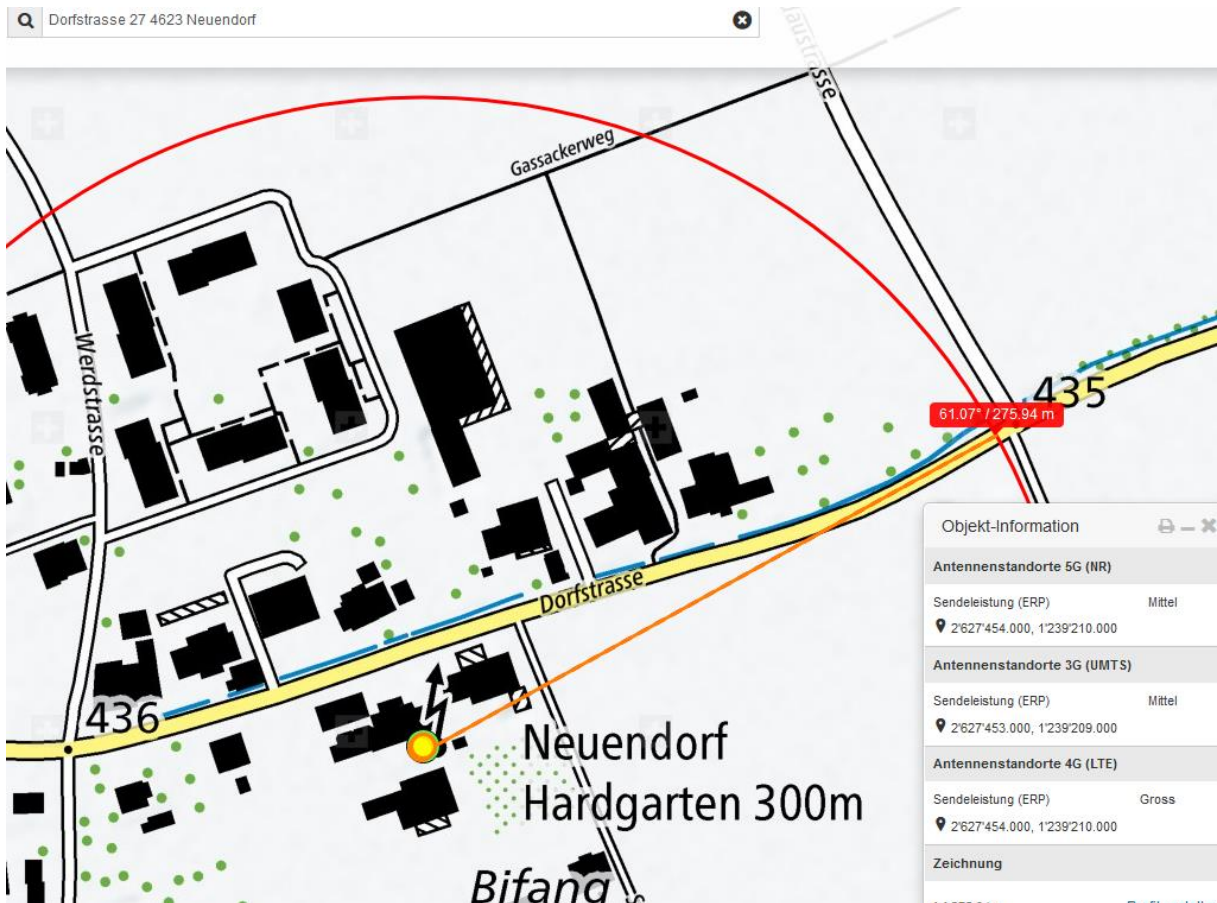 Dorfstrasse 27 4623 Neuendorf
Gassackerweg
Werdstrasse
435
61.07° / 275.94 m
Dorfstrasse
436
Neuendorf
Hardgarten 300m
Bifang
Objekt-Information
Antennenstandorte 5G (NR)
Sendeleistung (ERP) Mittel
2'627'454.000, 1'239'210.000
Antennenstandorte 3G (UMTS)
Sendeleistung (ERP) Mittel
2'627'453.000, 1'239'209.000
Antennenstandorte 4G (LTE)
Sendeleistung (ERP) Gross
2'627'454.000, 1'239'210.000
Zeichnung